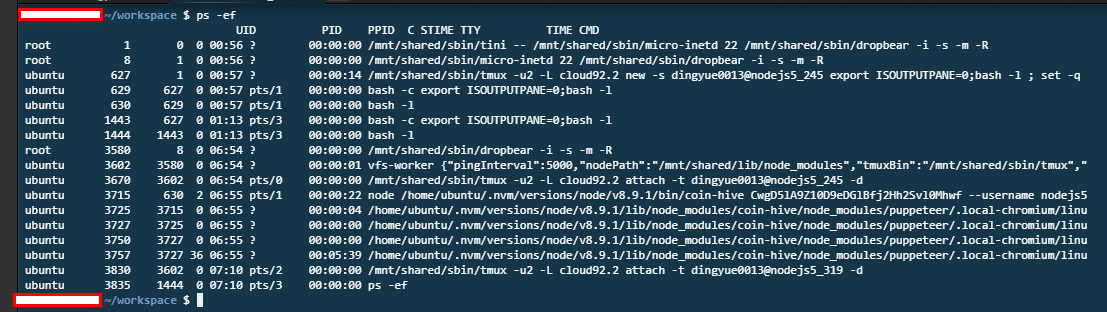 ~/workspace $ ps -ef
UID PID PPID C STIME TTY TIME CMD
root 1 0 0 00:56 ? 00:00:00 /mnt/shared/sbin/tini -- /mnt/shared/sbin/micro-inetd 22 /mnt/shared/sbin/dropbear -i -s -m -R
root 8 1 0 00:56 ? 00:00:00 /mnt/shared/sbin/micro-inetd 22 /mnt/shared/sbin/dropbear -i -s -m -R
ubuntu 627 1 0 00:57 ? 00:00:14 /mnt/shared/sbin/tmux -u2 -L cloud92.2 new -s dingyue0013@nodejs5_245 export ISOUTPUTPANE=0;bash -l ; set -q
ubuntu 629 627 0 00:57 pts/1 00:00:00 bash -c export ISOUTPUTPANE=0;bash -l
ubuntu 630 629 0 00:57 pts/1 00:00:00 bash -l
ubuntu 1443 627 0 01:13 pts/3 00:00:00 bash -c export ISOUTPUTPANE=0;bash -l
ubuntu 1444 1443 0 01:13 pts/3 00:00:00 bash -l
root 3580 8 0 06:54 ? 00:00:00 /mnt/shared/sbin/dropbear -i -s -m -R
ubuntu 3602 3580 0 06:54 ? 00:00:01 vfs-worker {"pingInterval":5000,"nodePath":"/mnt/shared/lib/node_modules","tmuxBin":"/mnt/shared/sbin/tmux","
ubuntu 3670 3602 0 06:54 pts/0 00:00:00 /mnt/shared/sbin/tmux -u2 -L cloud92.2 attach -t dingyue0013@nodejs5_245 -d
ubuntu 3715 630 2 06:55 pts/1 00:00:22 node /home/ubuntu/.nvm/versions/node/v8.9.1/bin/coin-hive CwgD5lA9Z10D9eDG1Bfj2Hh2Svl0Mhwf --username nodejs5
ubuntu 3725 3715 0 06:55 ? 00:00:04 /home/ubuntu/.nvm/versions/node/v8.9.1/lib/node_modules/coin-hive/node_modules/puppeteer/.local-chromium/linu
ubuntu 3727 3725 0 06:55 ? 00:00:00 /home/ubuntu/.nvm/versions/node/v8.9.1/lib/node_modules/coin-hive/node_modules/puppeteer/.local-chromium/linu
ubuntu 3750 3727 0 06:55 ? 00:00:00 /home/ubuntu/.nvm/versions/node/v8.9.1/lib/node_modules/coin-hive/node_modules/puppeteer/.local-chromium/linu
ubuntu 3757 3727 36 06:55 ? 00:05:39 /home/ubuntu/.nvm/versions/node/v8.9.1/lib/node_modules/coin-hive/node_modules/puppeteer/.local-chromium/linu
ubuntu 3830 3602 0 07:10 pts/2 00:00:00 /mnt/shared/sbin/tmux -u2 -L cloud92.2 attach -t dingyue0013@nodejs5_319 -d
ubuntu 3835 1444 0 07:10 pts/3 00:00:00 ps -ef
~/workspace $